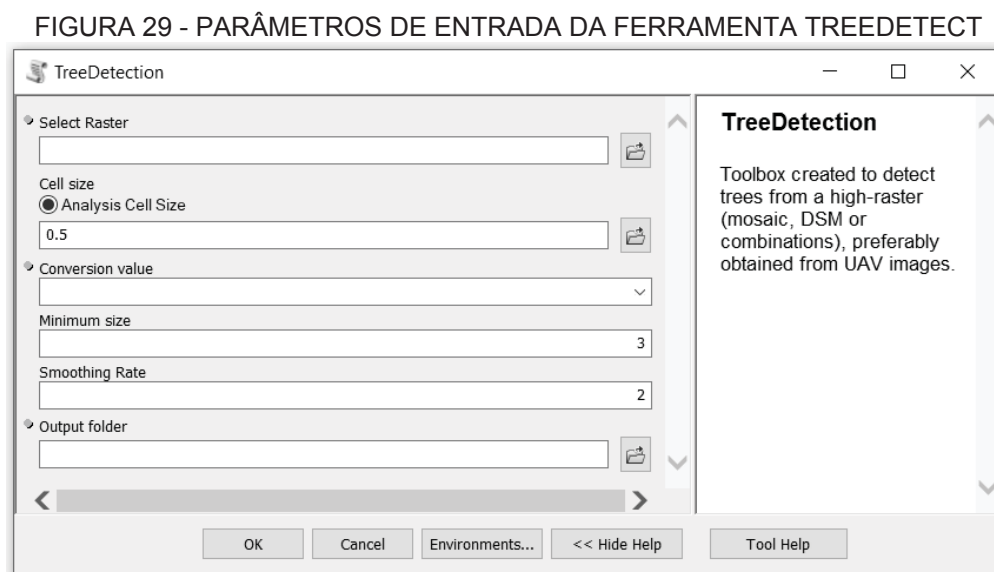 FIGURA 29 - PARÂMETROS DE ENTRADA DA FERRAMENTA TREEDETECT
TreeDetection
Select Raster
Cell size
Analysis Cell Size
0.5
Conversion value
Minimum size
3
Smoothing Rate
2
Output folder
TreeDetection
Toolbox created to detect
trees from a high-raster
(mosaic, DSM or
combinations), preferably
obtained from UAV images.
OK
Cancel
Environments...
<< Hide Help
Tool Help